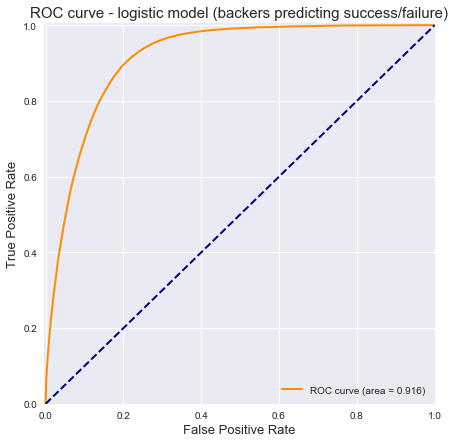 ROC curve - logistic model (backers predicting success/failure)
1.0
0.8
0.6
0.4
0.2
0.0
True Positive Rate
ROC curve (area = 0.916)
0.0 0.2 0.4 0.6 0.8 1.0
False Positive Rate